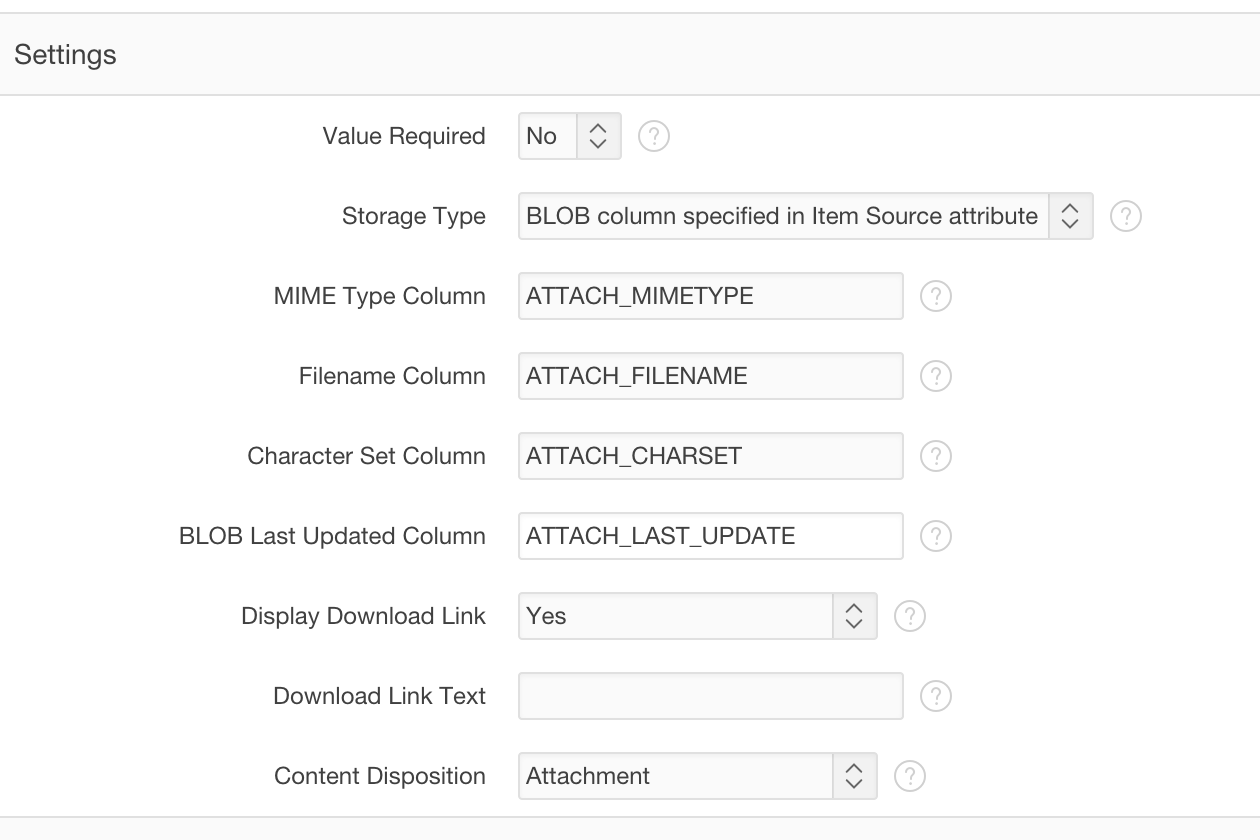 Settings
Value Required No ?
Storage Type BLOB column specified in Item Source attribute ?
MIME Type Column ATTACH_MIMETYPE ?
Filename Column ATTACH_FILENAME ?
Character Set Column ATTACH_CHARSET ?
BLOB Last Updated Column ATTACH_LAST_UPDATE ?
Display Download Link Yes ?
Download Link Text ?
Content Disposition Attachment ?